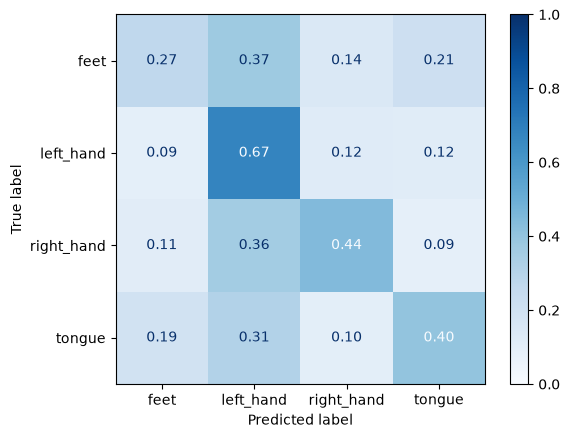 1.0
feet 0.27 0.37 0.14 0.21
0.8
left_hand 0.09 0.67 0.12 0.12
0.6
True label
right_hand 0.11 0.36 0.44 0.09
0.4
tongue 0.19 0.31 0.10 0.40
0.2
0.0
feet left_hand right_hand tongue
Predicted label